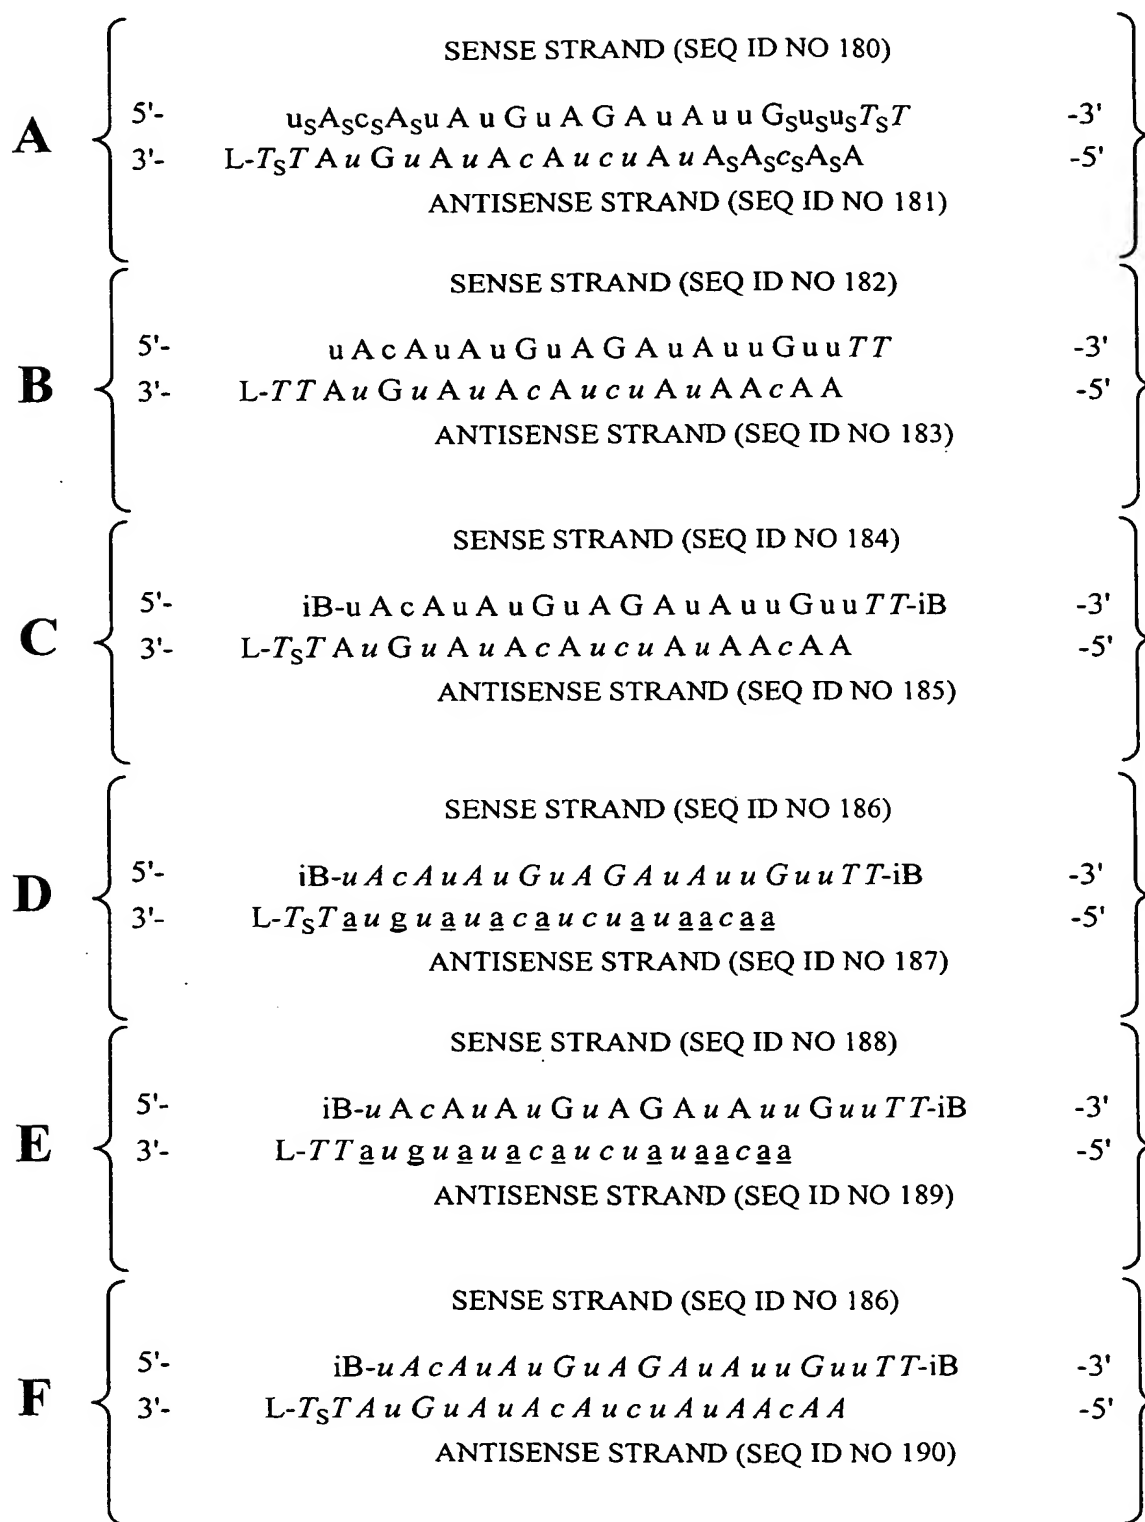 SENSE STRAND (SEQ ID NO 180)
A
5'- uSAScSASu A u G u A G A u A u u GSuSuSTST -3'
3'- L-TST A u G u A u A c A u c u A u ASAScSASA -5'
ANTISENSE STRAND (SEQ ID NO 181)
SENSE STRAND (SEQ ID NO 182)
B
5'- u A c A u A u G u A G A u A u u G u u T T -3'
3'- L-T T A u G u A u A c A u c u A u A A c A A -5'
ANTISENSE STRAND (SEQ ID NO 183)
SENSE STRAND (SEQ ID NO 184)
C
5'- iB-u A c A u A u G u A G A u A u u G u u T T-iB -3'
3'- L-TST A u G u A u A c A u c u A u A A c A A -5'
ANTISENSE STRAND (SEQ ID NO 185)
SENSE STRAND (SEQ ID NO 186)
D
5'- iB-u A c A u A u G u A G A u A u u G u u T T-iB -3'
3'- L-TST a u g u a u a c a u c u a u a a c a a -5'
ANTISENSE STRAND (SEQ ID NO 187)
SENSE STRAND (SEQ ID NO 188)
E
5'- iB-u A c A u A u G u A G A u A u u G u u T T-iB -3'
3'- L-T T a u g u a u a c a u c u a u a a c a a -5'
ANTISENSE STRAND (SEQ ID NO 189)
SENSE STRAND (SEQ ID NO 186)
F
5'- iB-u A c A u A u G u A G A u A u u G u u T T-iB -3'
3'- L-TST A u G u A u A c A u c u A u A A c A A -5'
ANTISENSE STRAND (SEQ ID NO 190)